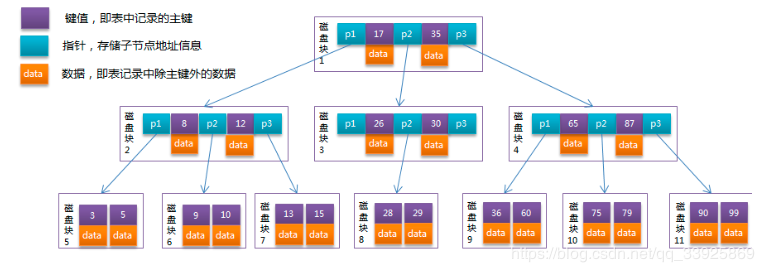 键值，即表中记录的主键
指针，存储子节点地址信息
data 数据，即表记录中除主键外的数据
磁盘块1 p1 17 p2 35 p3
data data
磁盘块2 p1 8 p2 12 p3
data data
磁盘块3 p1 26 p2 30 p3
data data
磁盘块4 p1 65 p2 87 p3
data data
磁盘块5 3 5
data data
磁盘块6 9 10
data data
磁盘块7 13 15
data data
磁盘块8 28 29
data data
磁盘块9 36 60
data data
磁盘块10 75 79
data data
磁盘块11 90 99
data data
https://blog.csdn.net/qq_33925869